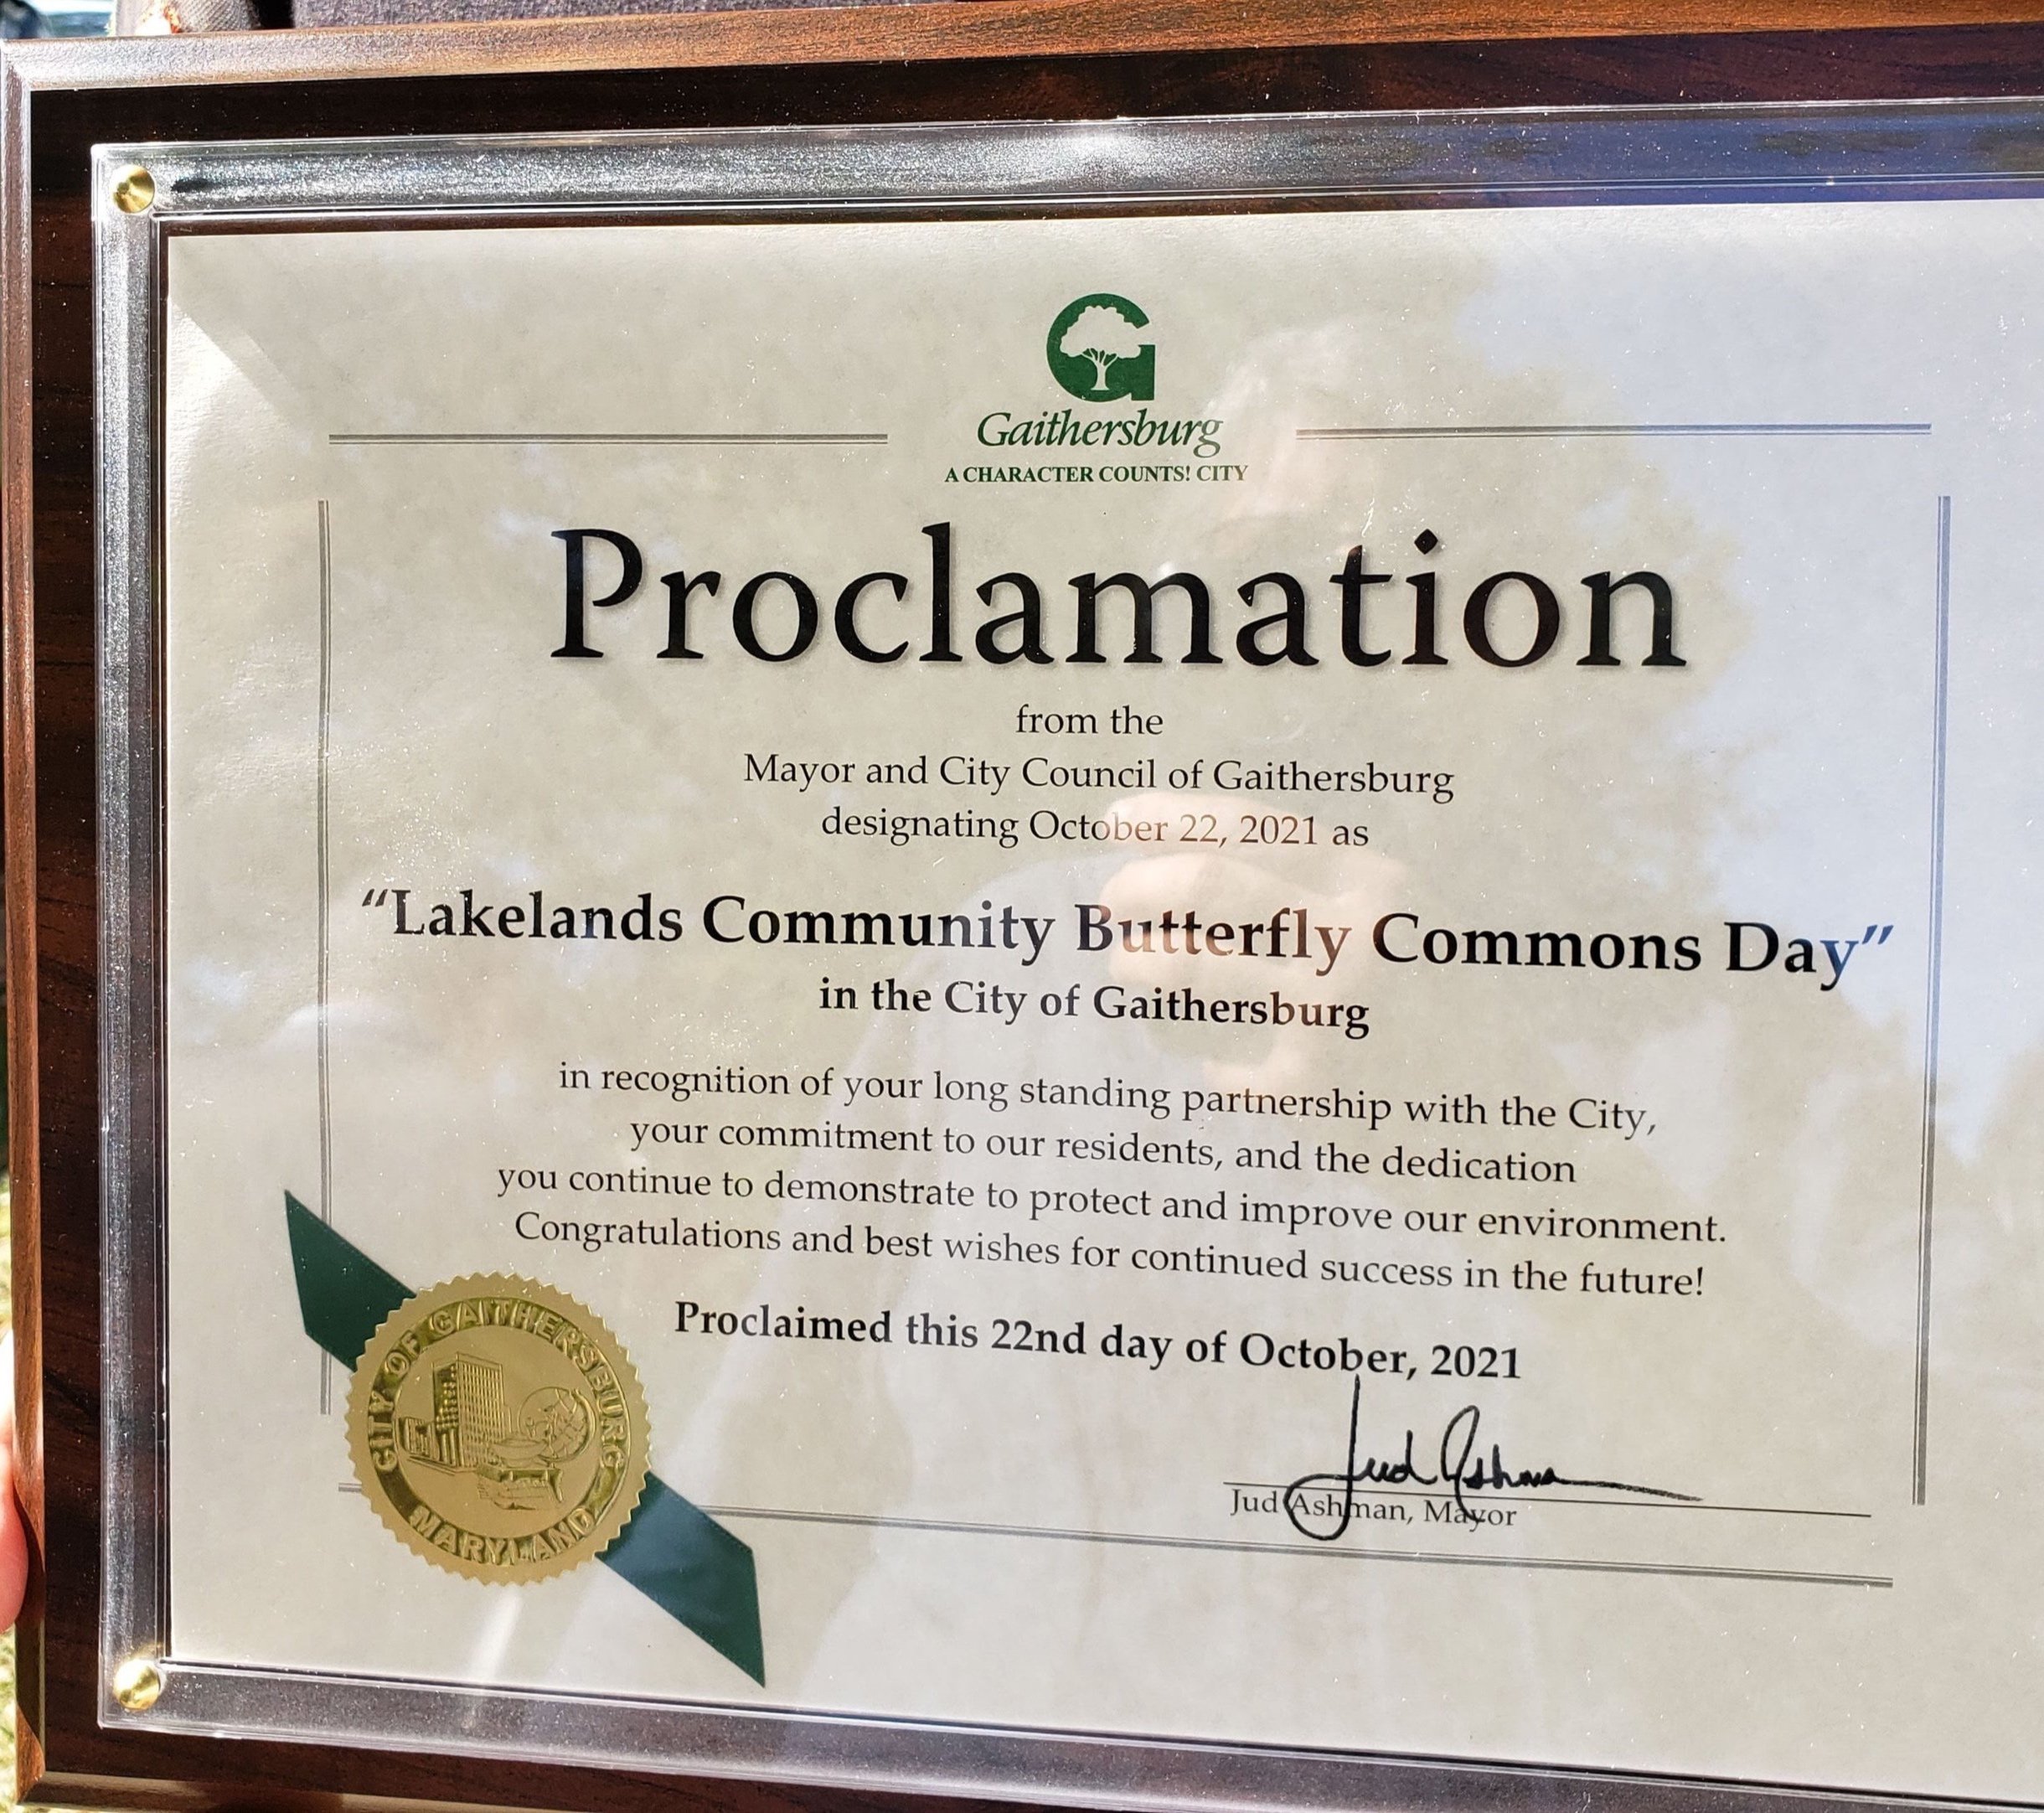 Gaithersburg
A CHARACTER COUNTS! CITY
Proclamation
from the
Mayor and City Council of Gaithersburg
designating October 22, 2021 as
“Lakelands Community Butterfly Commons Day”
in the City of Gaithersburg
in recognition of your long standing partnership with the City,
your commitment to our residents, and the dedication
you continue to demonstrate to protect and improve our environment.
Congratulations and best wishes for continued success in the future!
Proclaimed this 22nd day of October, 2021
Jud Ashman
Jud Ashman, Mayor
CITY OF GAITHERSBURG
MARYLAND